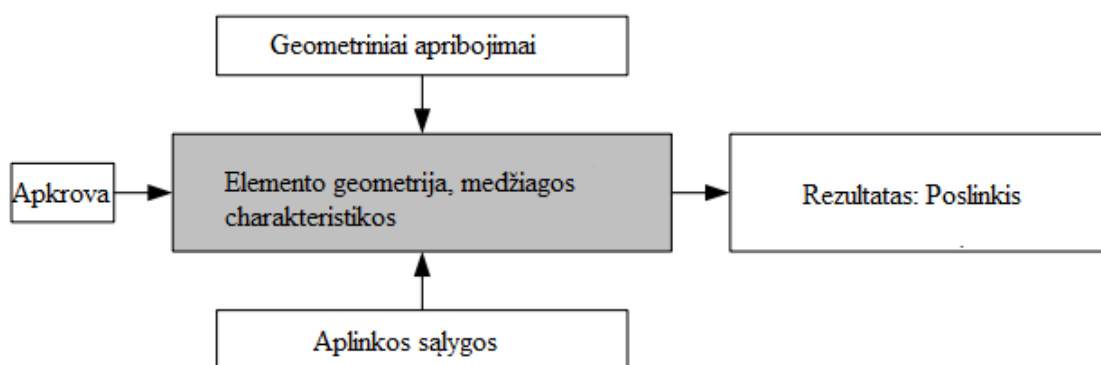 Geometriniai apribojimai
Apkrova
Elemento geometrija, medžiagos
charakteristikos
Rezultatas: Poslinkis
Aplinkos sąlygos